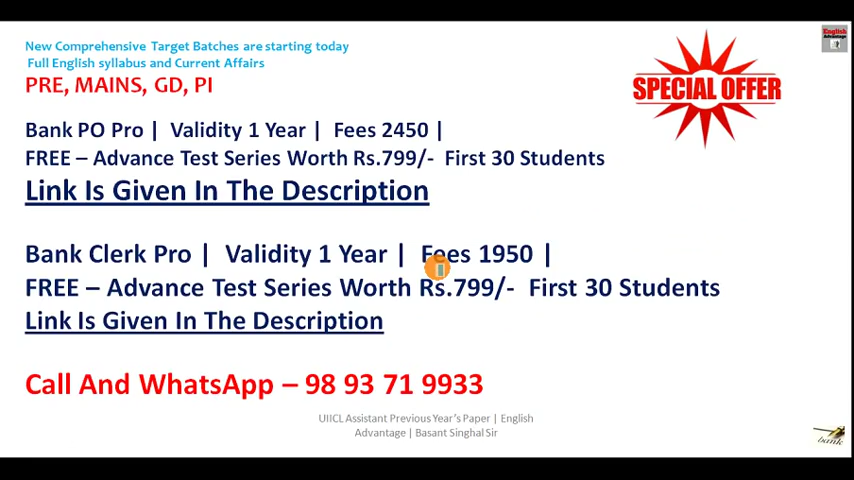 New Comprehensive Target Batches are starting today
Full English syllabus and Current Affairs
PRE, MAINS, GD, PI
SPECIAL OFFER
English
Advantage
Bank PO Pro | Validity 1 Year | Fees 2450 |
FREE – Advance Test Series Worth Rs.799/- First 30 Students
Link Is Given In The Description
Bank Clerk Pro | Validity 1 Year | Fees 1950 |
FREE – Advance Test Series Worth Rs.799/- First 30 Students
Link Is Given In The Description
Call And WhatsApp – 98 93 71 9933
UIICL Assistant Previous Year's Paper | English
Advantage | Basant Singhal Sir
bank